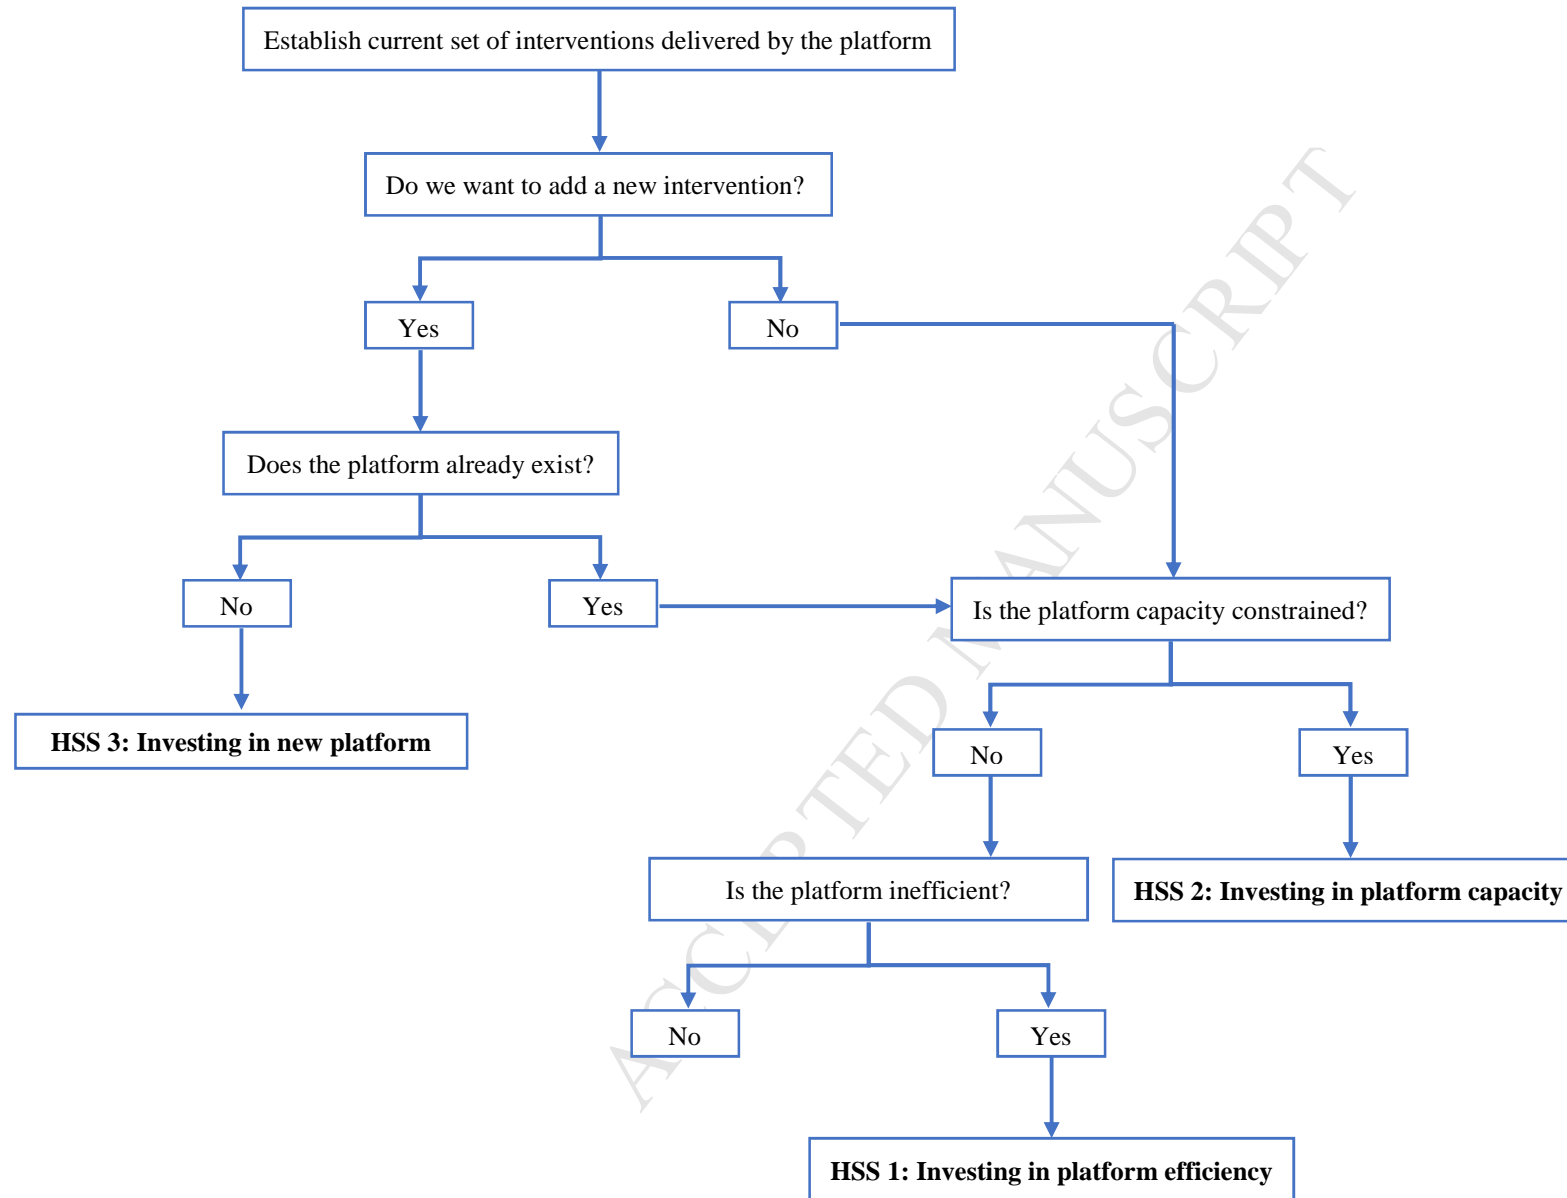 Establish current set of interventions delivered by the platform
Do we want to add a new intervention?
Yes
No
Does the platform already exist?
No
Yes
Is the platform capacity constrained?
HSS 3: Investing in new platform
No
Yes
Is the platform inefficient?
HSS 2: Investing in platform capacity
No
Yes
HSS 1: Investing in platform efficiency
ACCEPTED MANUSCRIPT